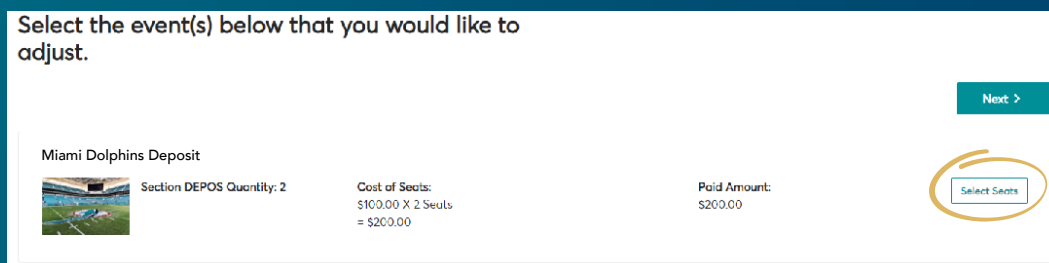 Select the event(s) below that you would like to
adjust.
Next >
Miami Dolphins Deposit
Section DEPOS Quantity: 2
Cost of Seats:
$100.00 X 2 Seats
= $200.00
Paid Amount:
$200.00
Select Seats